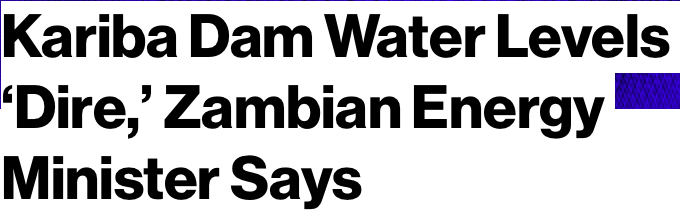 Kariba Dam Water Levels
‘Dire,’ Zambian Energy
Minister Says